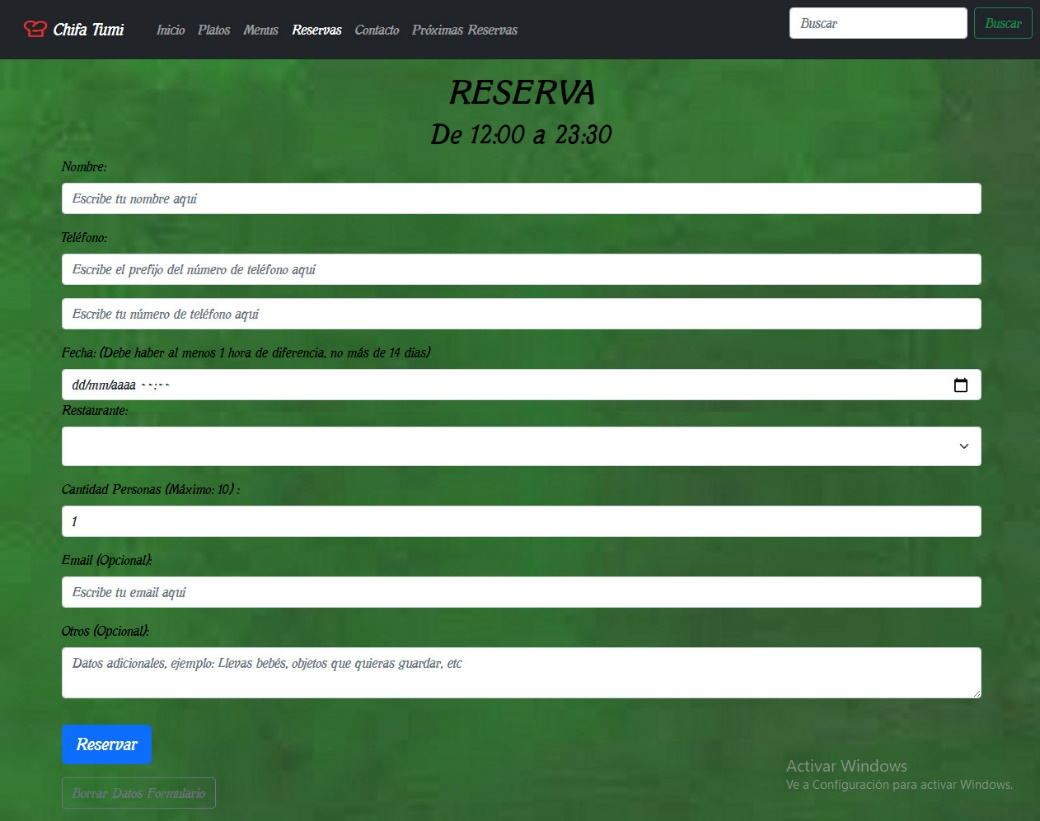 Chifa Tumi Inicio Platos Menus Reservas Contacto Próximas Reservas Buscar Buscar
RESERVA
De 12:00 a 23:30
Nombre:
Escribe tu nombre aquí
Teléfono:
Escribe el prefijo del número de teléfono aquí
Escribe tu número de teléfono aquí
Fecha: (Debe haber al menos 1 hora de diferencia, no más de 14 dias)
dd/mm/aaaa --:--
Restaurante:
Cantidad Personas (Máximo: 10) :
1
Email (Opcional):
Escribe tu email aquí
Otros (Opcional):
Datos adicionales, ejemplo: Llevas bebés, objetos que quieras guardar, etc
Reservar
Activar Windows
Ve a Configuración para activar Windows.
Borrar Datos Formulario